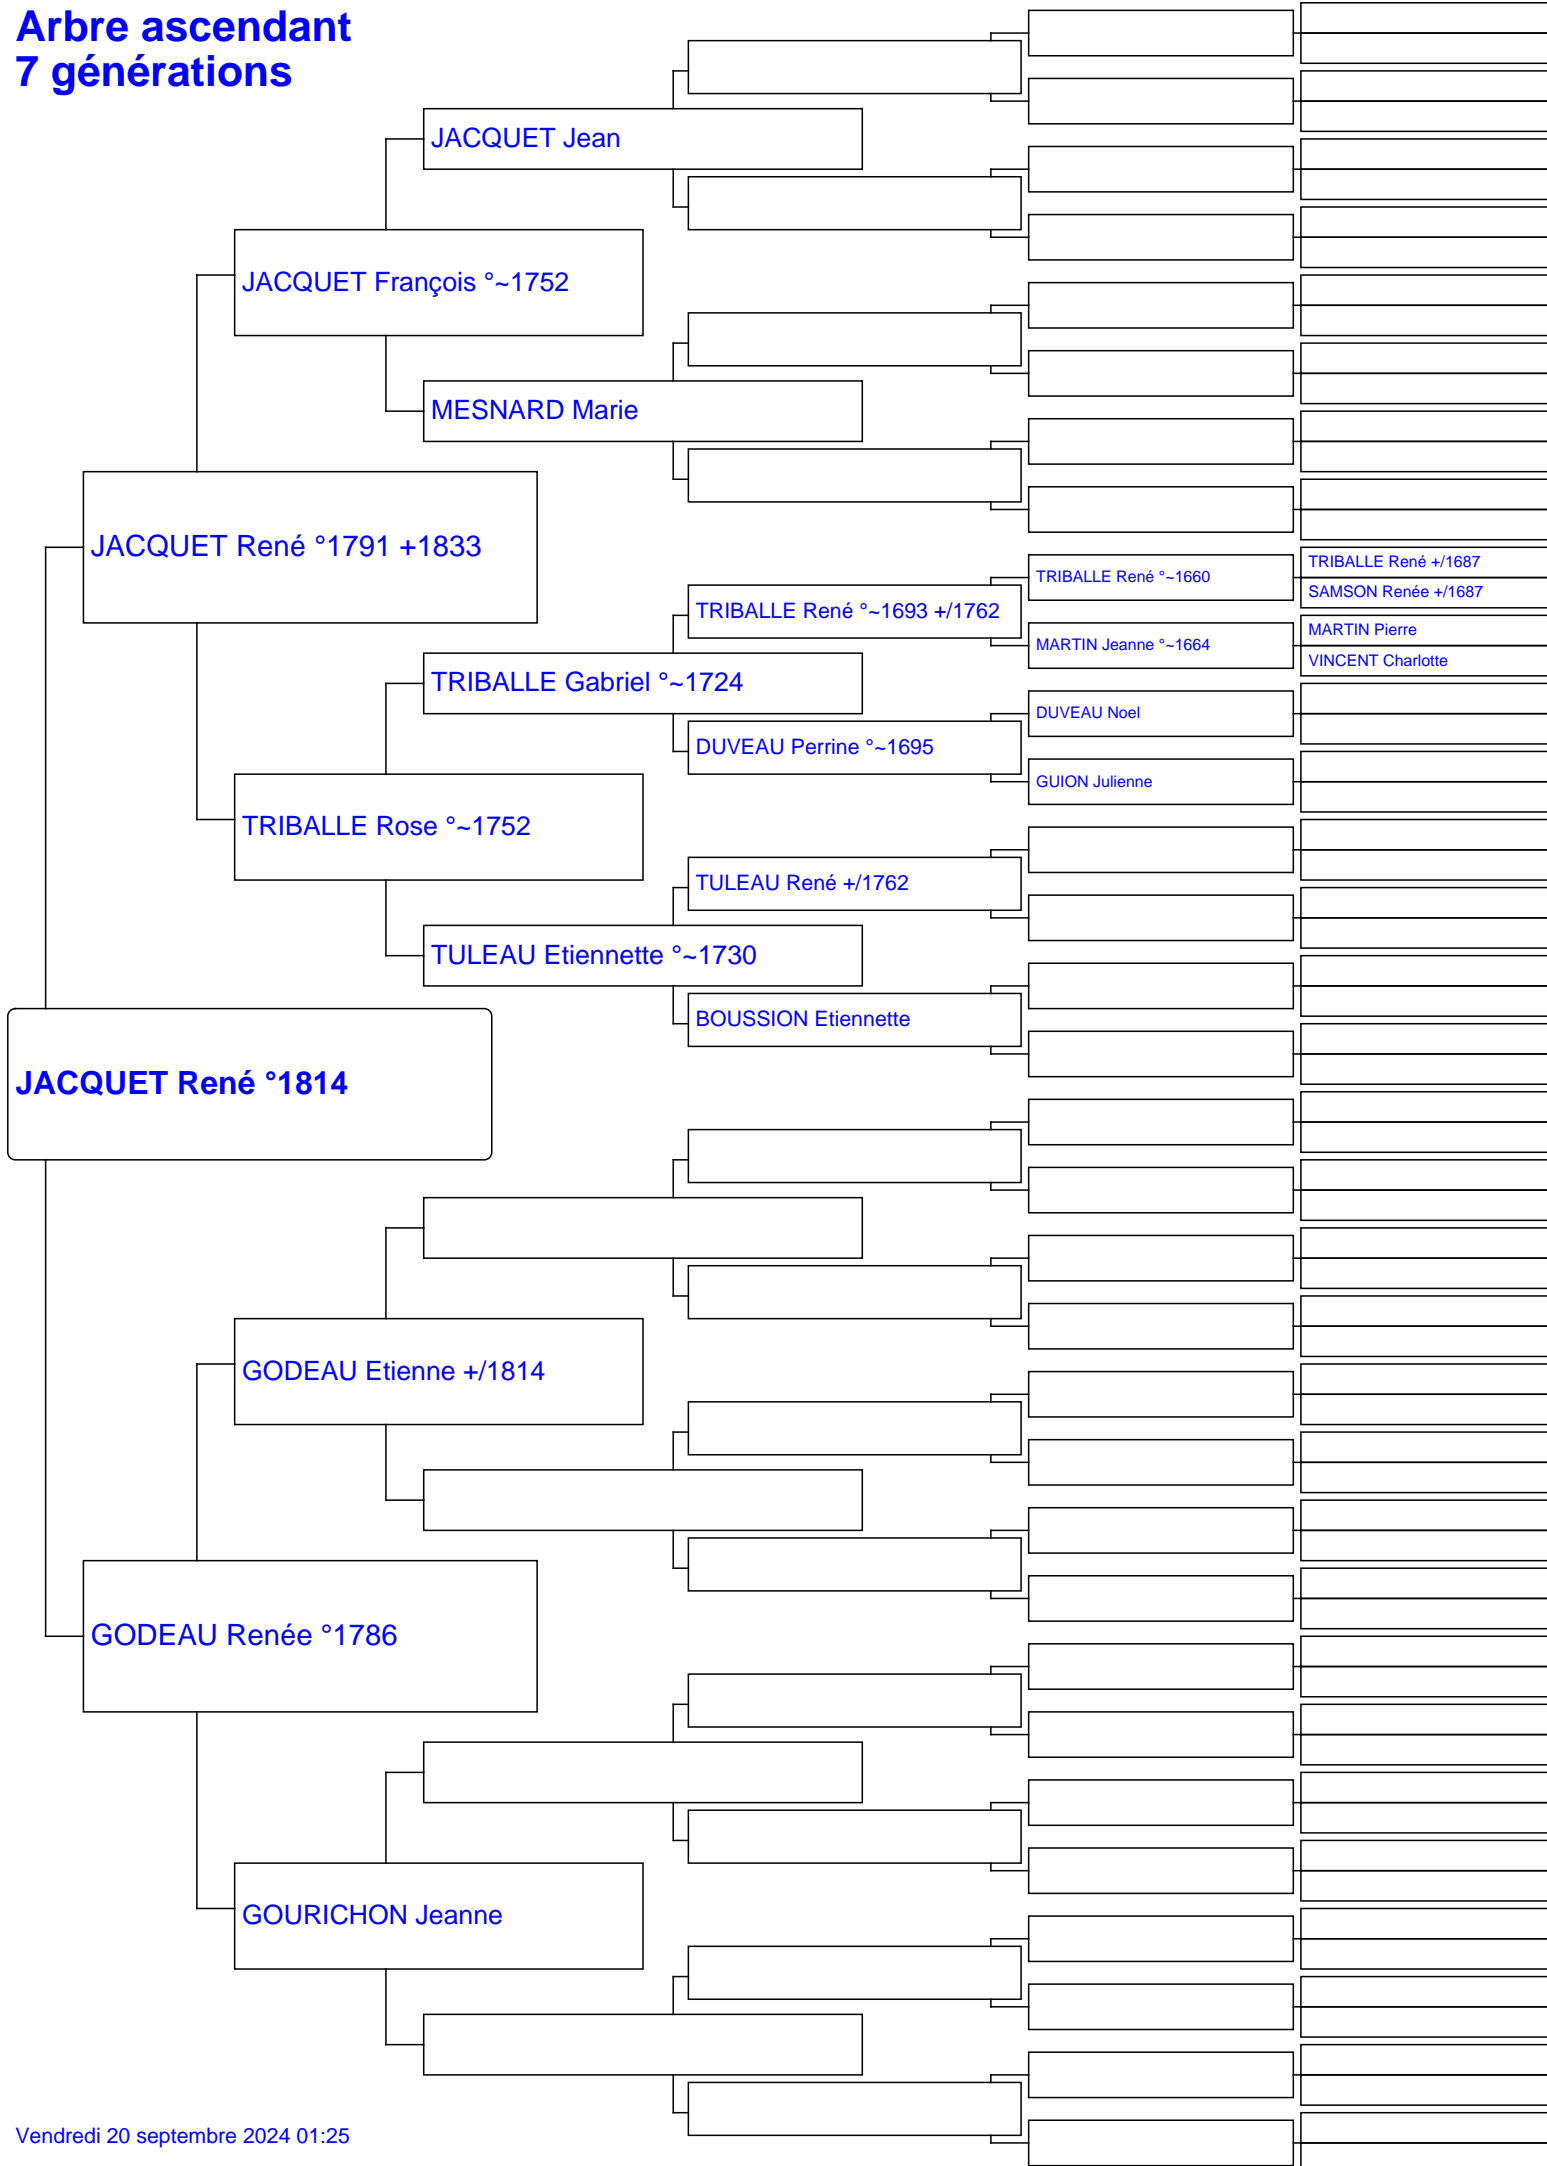 Arbre ascendant
7 générations
JACQUET Jean
JACQUET François °~1752
MESNARD Marie
JACQUET René °1791 +1833
TRIBALLE René +/1687
TRIBALLE René °~1660
SAMSON Renée +/1687
TRIBALLE René °~1693 +/1762
MARTIN Pierre
MARTIN Jeanne °~1664
VINCENT Charlotte
TRIBALLE Gabriel °~1724
DUVEAU Noel
DUVEAU Perrine °~1695
GUION Julienne
TRIBALLE Rose °~1752
TULEAU René +/1762
TULEAU Etiennette °~1730
BOUSSION Etiennette
JACQUET René °1814
GODEAU Etienne +/1814
GODEAU Renée °1786
GOURICHON Jeanne
Vendredi 20 septembre 2024 01:25